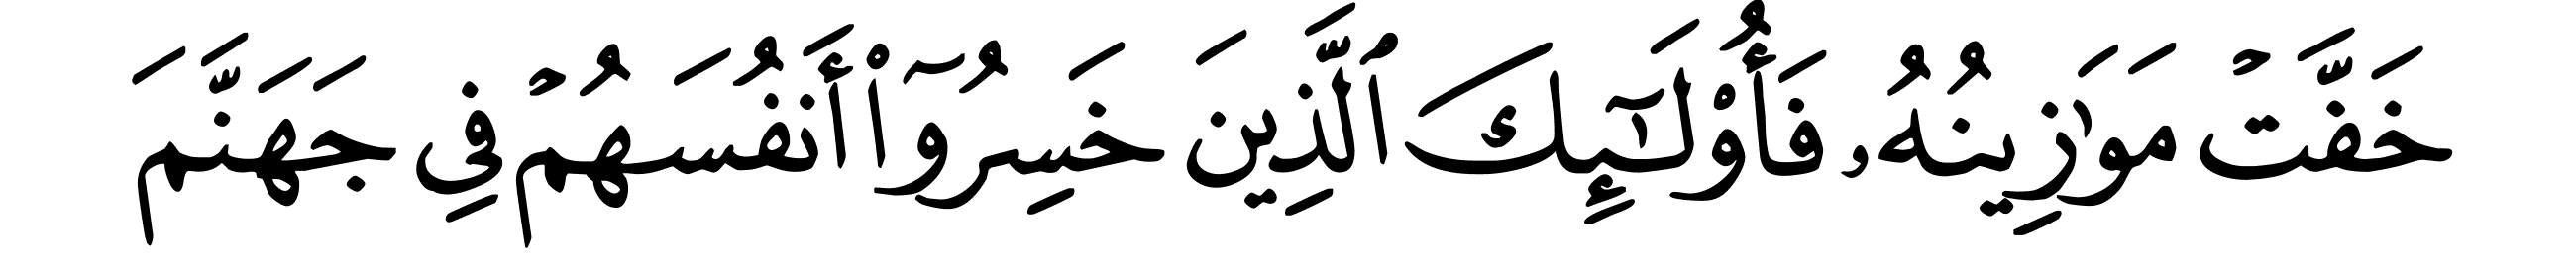 خَفَّتْ مَوَٰزِينُهُۥ فَأُو۟لَـٰٓئِكَ ٱلَّذِينَ خَسِرُوٓا۟ أَنفُسَهُمْ فِى جَهَنَّمَ